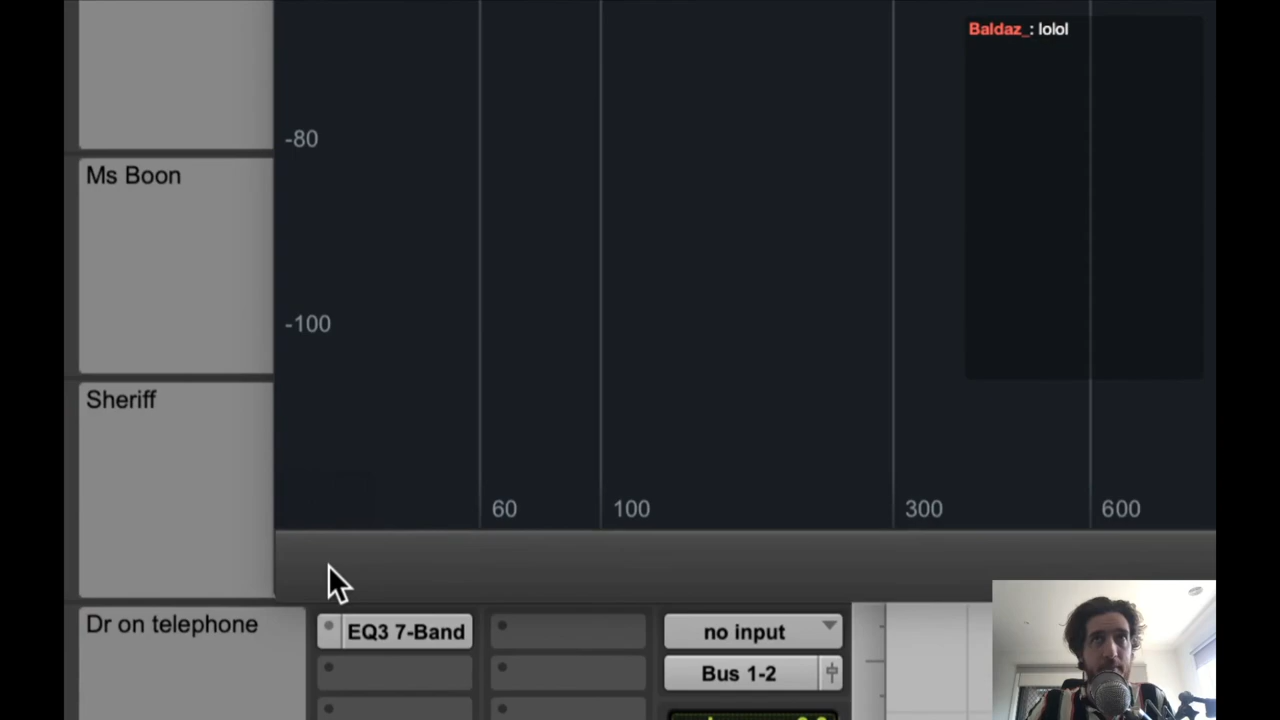 Baldaz_: lolol
-80
Ms Boon
-100
Sheriff
60
100
300
600
Dr on telephone
EQ3 7-Band
no input
Bus 1-2